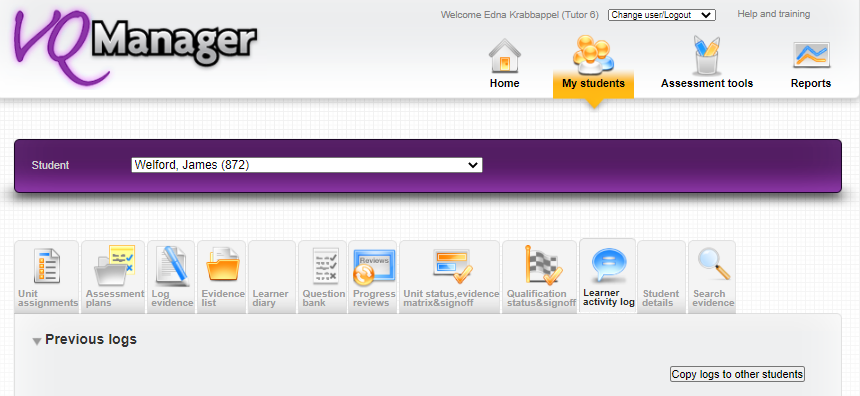 VQManager
Welcome Edna Krabbappel (Tutor 6) Change user/Logout Help and training
Home My students Assessment tools Reports
Student Welford, James (872)
Reviews
Unit assignments
Assessment plans
Log evidence
Evidence list
Learner diary
Question bank
Progress reviews
Unit status,evidence matrix&signoff
Qualification status&signoff
Learner activity log
Student details
Search evidence
Previous logs
Copy logs to other students